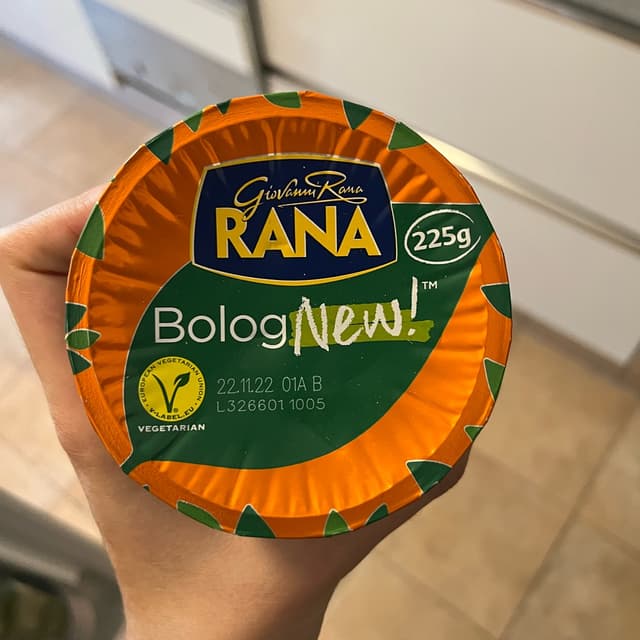 Giovanni Rana
RANA
225g
BologNew!™
22.11.22 01A B
L326601 1005
EUROPEAN VEGETARIAN UNION
V-LABEL.EU
VEGETARIAN